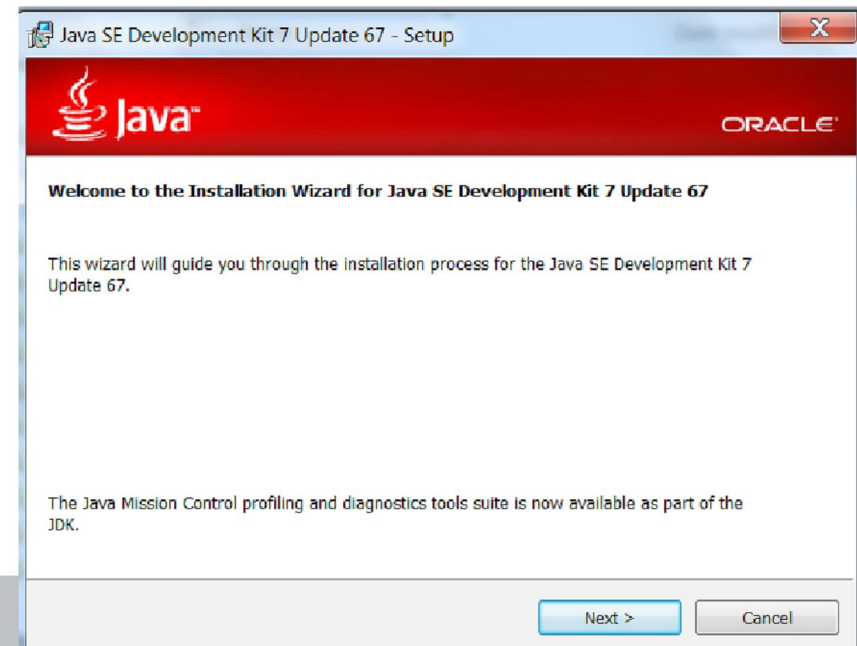 Java SE Development Kit 7 Update 67 - Setup
Java™
ORACLE®
Welcome to the Installation Wizard for Java SE Development Kit 7 Update 67
This wizard will guide you through the installation process for the Java SE Development Kit 7
Update 67.
The Java Mission Control profiling and diagnostics tools suite is now available as part of the
JDK.
Next >
Cancel